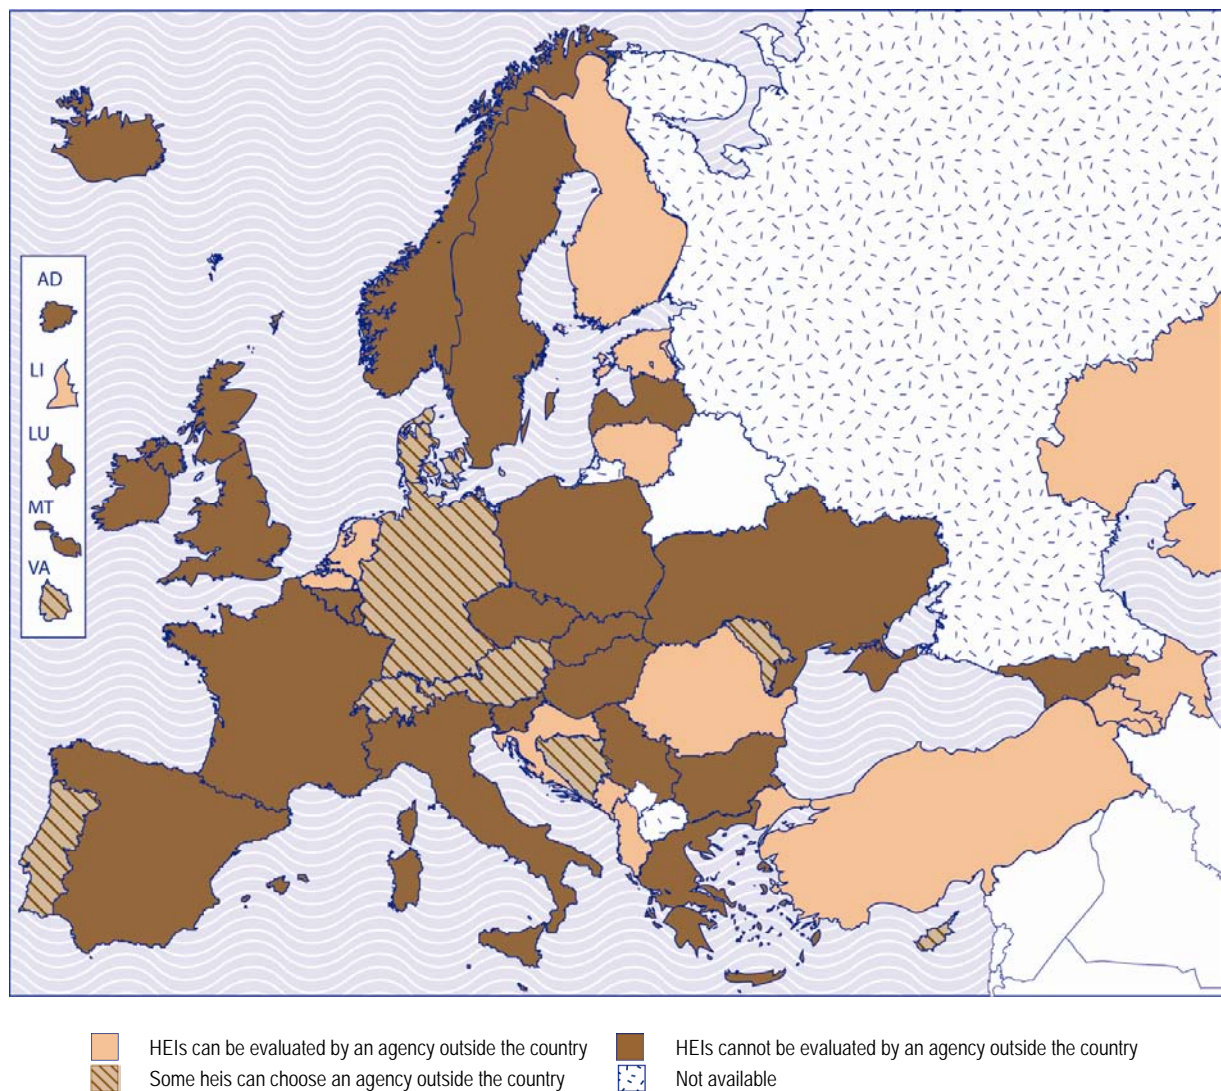 AD
LI
LU
MT
VA
HEIs can be evaluated by an agency outside the country
HEIs cannot be evaluated by an agency outside the country
Some heis can choose an agency outside the country
Not available